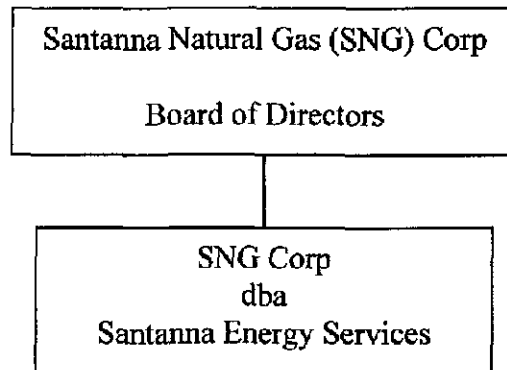 Santanna Natural Gas (SNG) Corp
Board of Directors
SNG Corp
dba
Santanna Energy Services